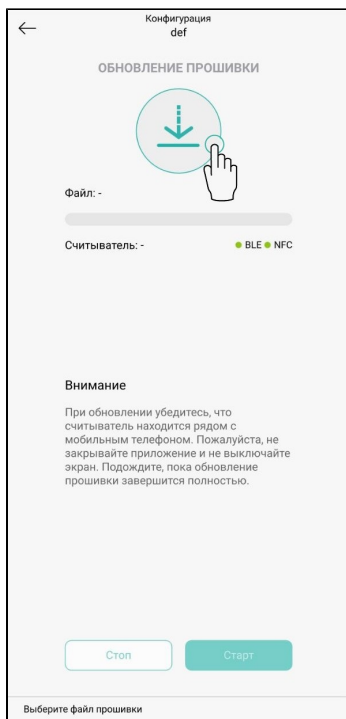 Конфигурация
def
ОБНОВЛЕНИЕ ПРОШИВКИ
Файл: -
Считыватель: - BLE NFC
Внимание
При обновлении убедитесь, что
считыватель находится рядом с
мобильным телефоном. Пожалуйста, не
закрывайте приложение и не выключайте
экран. Подождите, пока обновление
прошивки завершится полностью.
Стоп Старт
Выберите файл прошивки